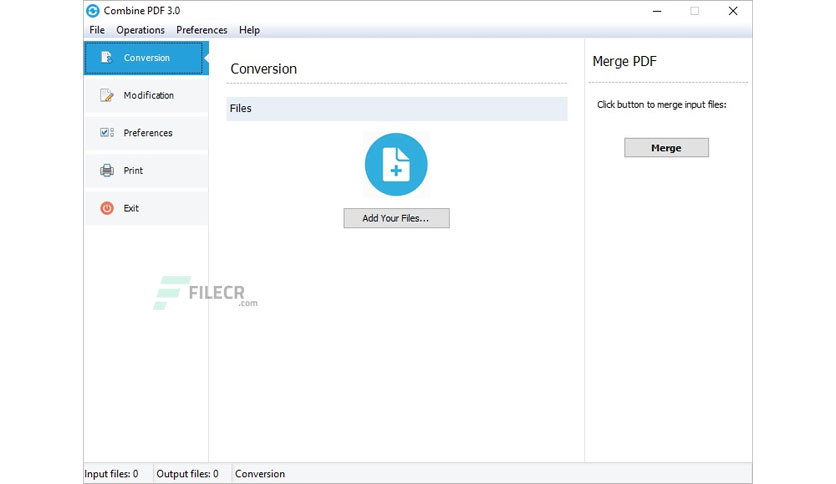 Combine PDF 3.0
File Operations Preferences Help
Conversion
Modification
Preferences
Print
Exit
Conversion
Files
Add Your Files...
Merge PDF
Click button to merge input files:
Merge
FILECR
.com
Input files: 0 Output files: 0 Conversion